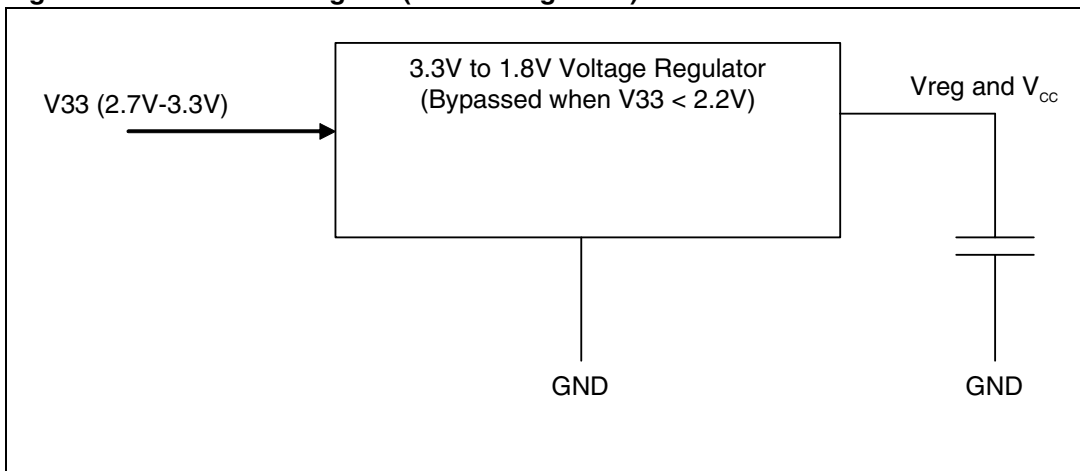 3.3V to 1.8V Voltage Regulator
(Bypassed when V33 < 2.2V)
V33 (2.7V-3.3V)
Vreg and Vcc
GND
GND